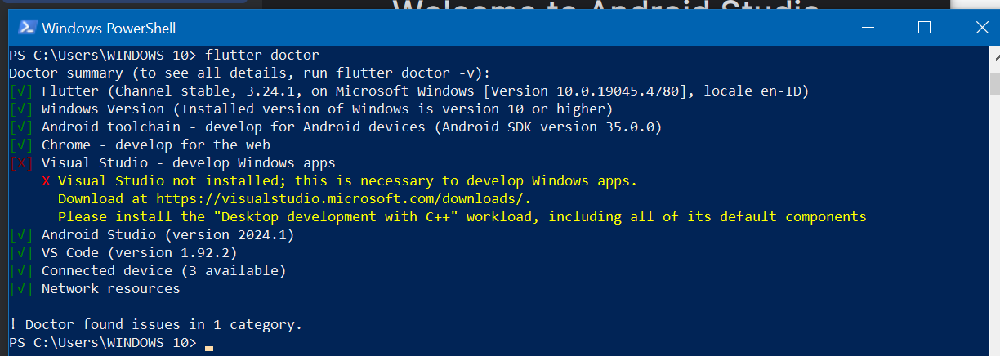 Welcome to Android Studio
Windows PowerShell
PS C:\Users\WINDOWS 10> flutter doctor
Doctor summary (to see all details, run flutter doctor -v):
[√] Flutter (Channel stable, 3.24.1, on Microsoft Windows [Version 10.0.19045.4780], locale en-ID)
[√] Windows Version (Installed version of Windows is version 10 or higher)
[√] Android toolchain - develop for Android devices (Android SDK version 35.0.0)
[√] Chrome - develop for the web
[X] Visual Studio - develop Windows apps
X Visual Studio not installed; this is necessary to develop Windows apps.
Download at https://visualstudio.microsoft.com/downloads/.
Please install the "Desktop development with C++" workload, including all of its default components
[√] Android Studio (version 2024.1)
[√] VS Code (version 1.92.2)
[√] Connected device (3 available)
[√] Network resources
! Doctor found issues in 1 category.
PS C:\Users\WINDOWS 10>